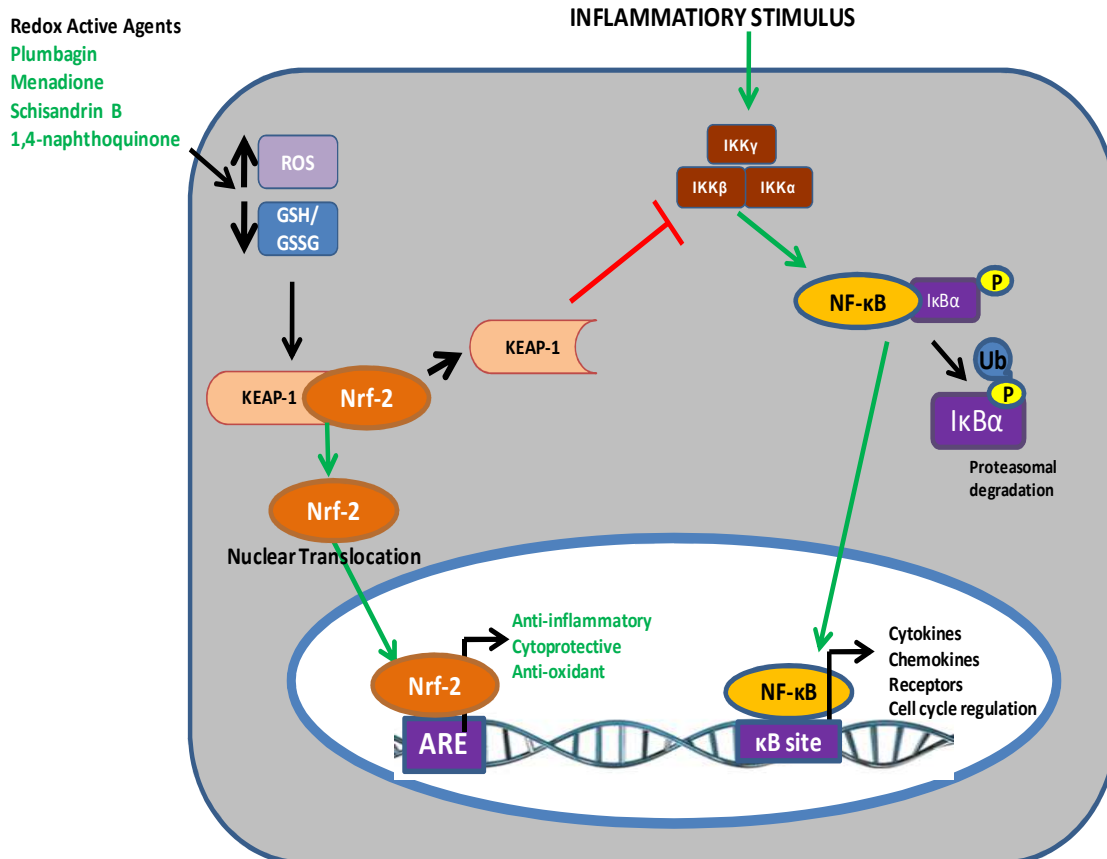 Redox Active Agents
Plumbagin
Menadione
Schisandrin B
1,4-naphthoquinone
INFLAMMATIORY STIMULUS
ROS
GSH/
GSSG
IKKγ
IKKβ
IKKα
NF-κB
IκBα
P
Ub
P
IκBα
Proteasomal
degradation
KEAP-1
KEAP-1
Nrf-2
Nrf-2
Nuclear Translocation
Anti-inflammatory
Cytoprotective
Anti-oxidant
Nrf-2
ARE
Cytokines
Chemokines
Receptors
Cell cycle regulation
NF-κB
κB site